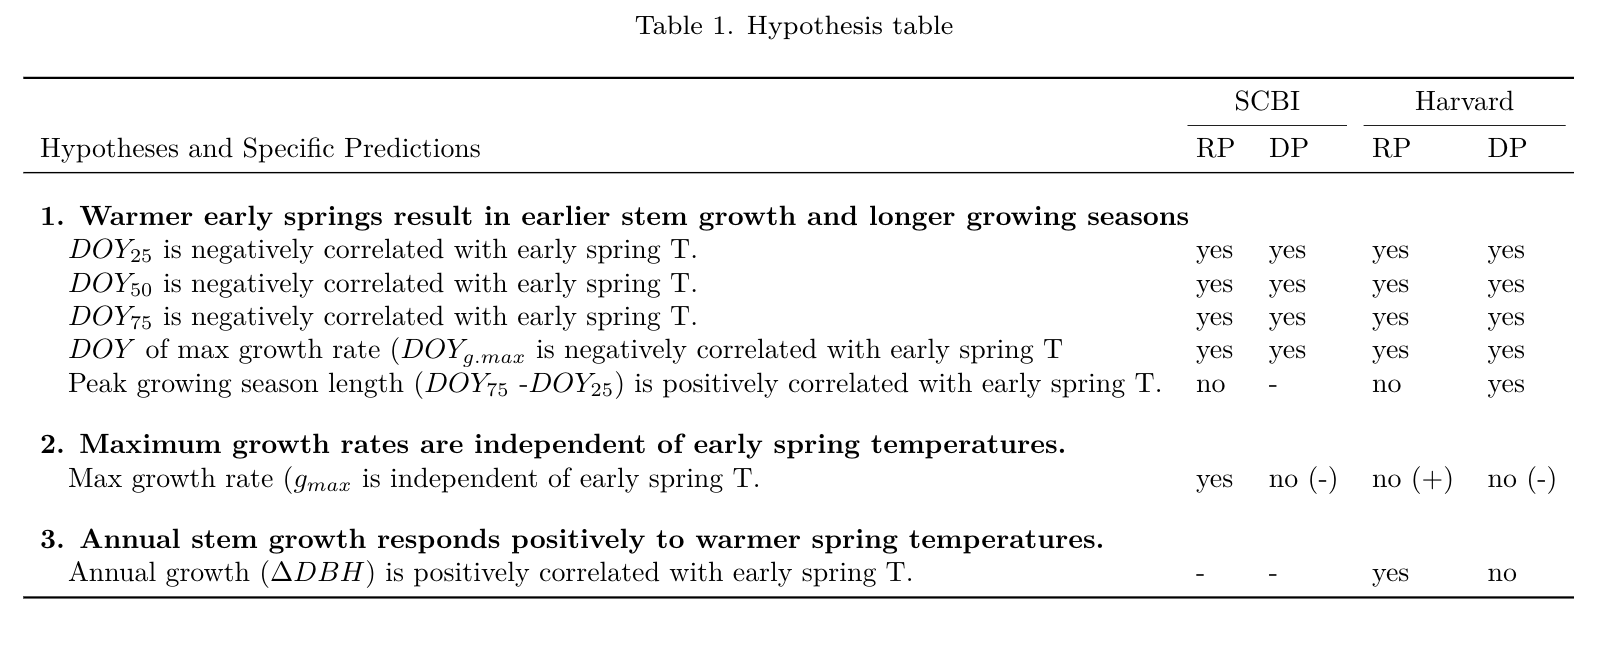 Table 1. Hypothesis table
SCBI Harvard
Hypotheses and Specific Predictions RP DP RP DP
1. Warmer early springs result in earlier stem growth and longer growing seasons
DOY25 is negatively correlated with early spring T. yes yes yes yes
DOY50 is negatively correlated with early spring T. yes yes yes yes
DOY75 is negatively correlated with early spring T. yes yes yes yes
DOY of max growth rate (DOYg.max is negatively correlated with early spring T yes yes yes yes
Peak growing season length (DOY75 -DOY25) is positively correlated with early spring T. no - no yes
2. Maximum growth rates are independent of early spring temperatures.
Max growth rate (gmax is independent of early spring T. yes no (-) no (+) no (-)
3. Annual stem growth responds positively to warmer spring temperatures.
Annual growth (ΔDBH) is positively correlated with early spring T. - - yes no